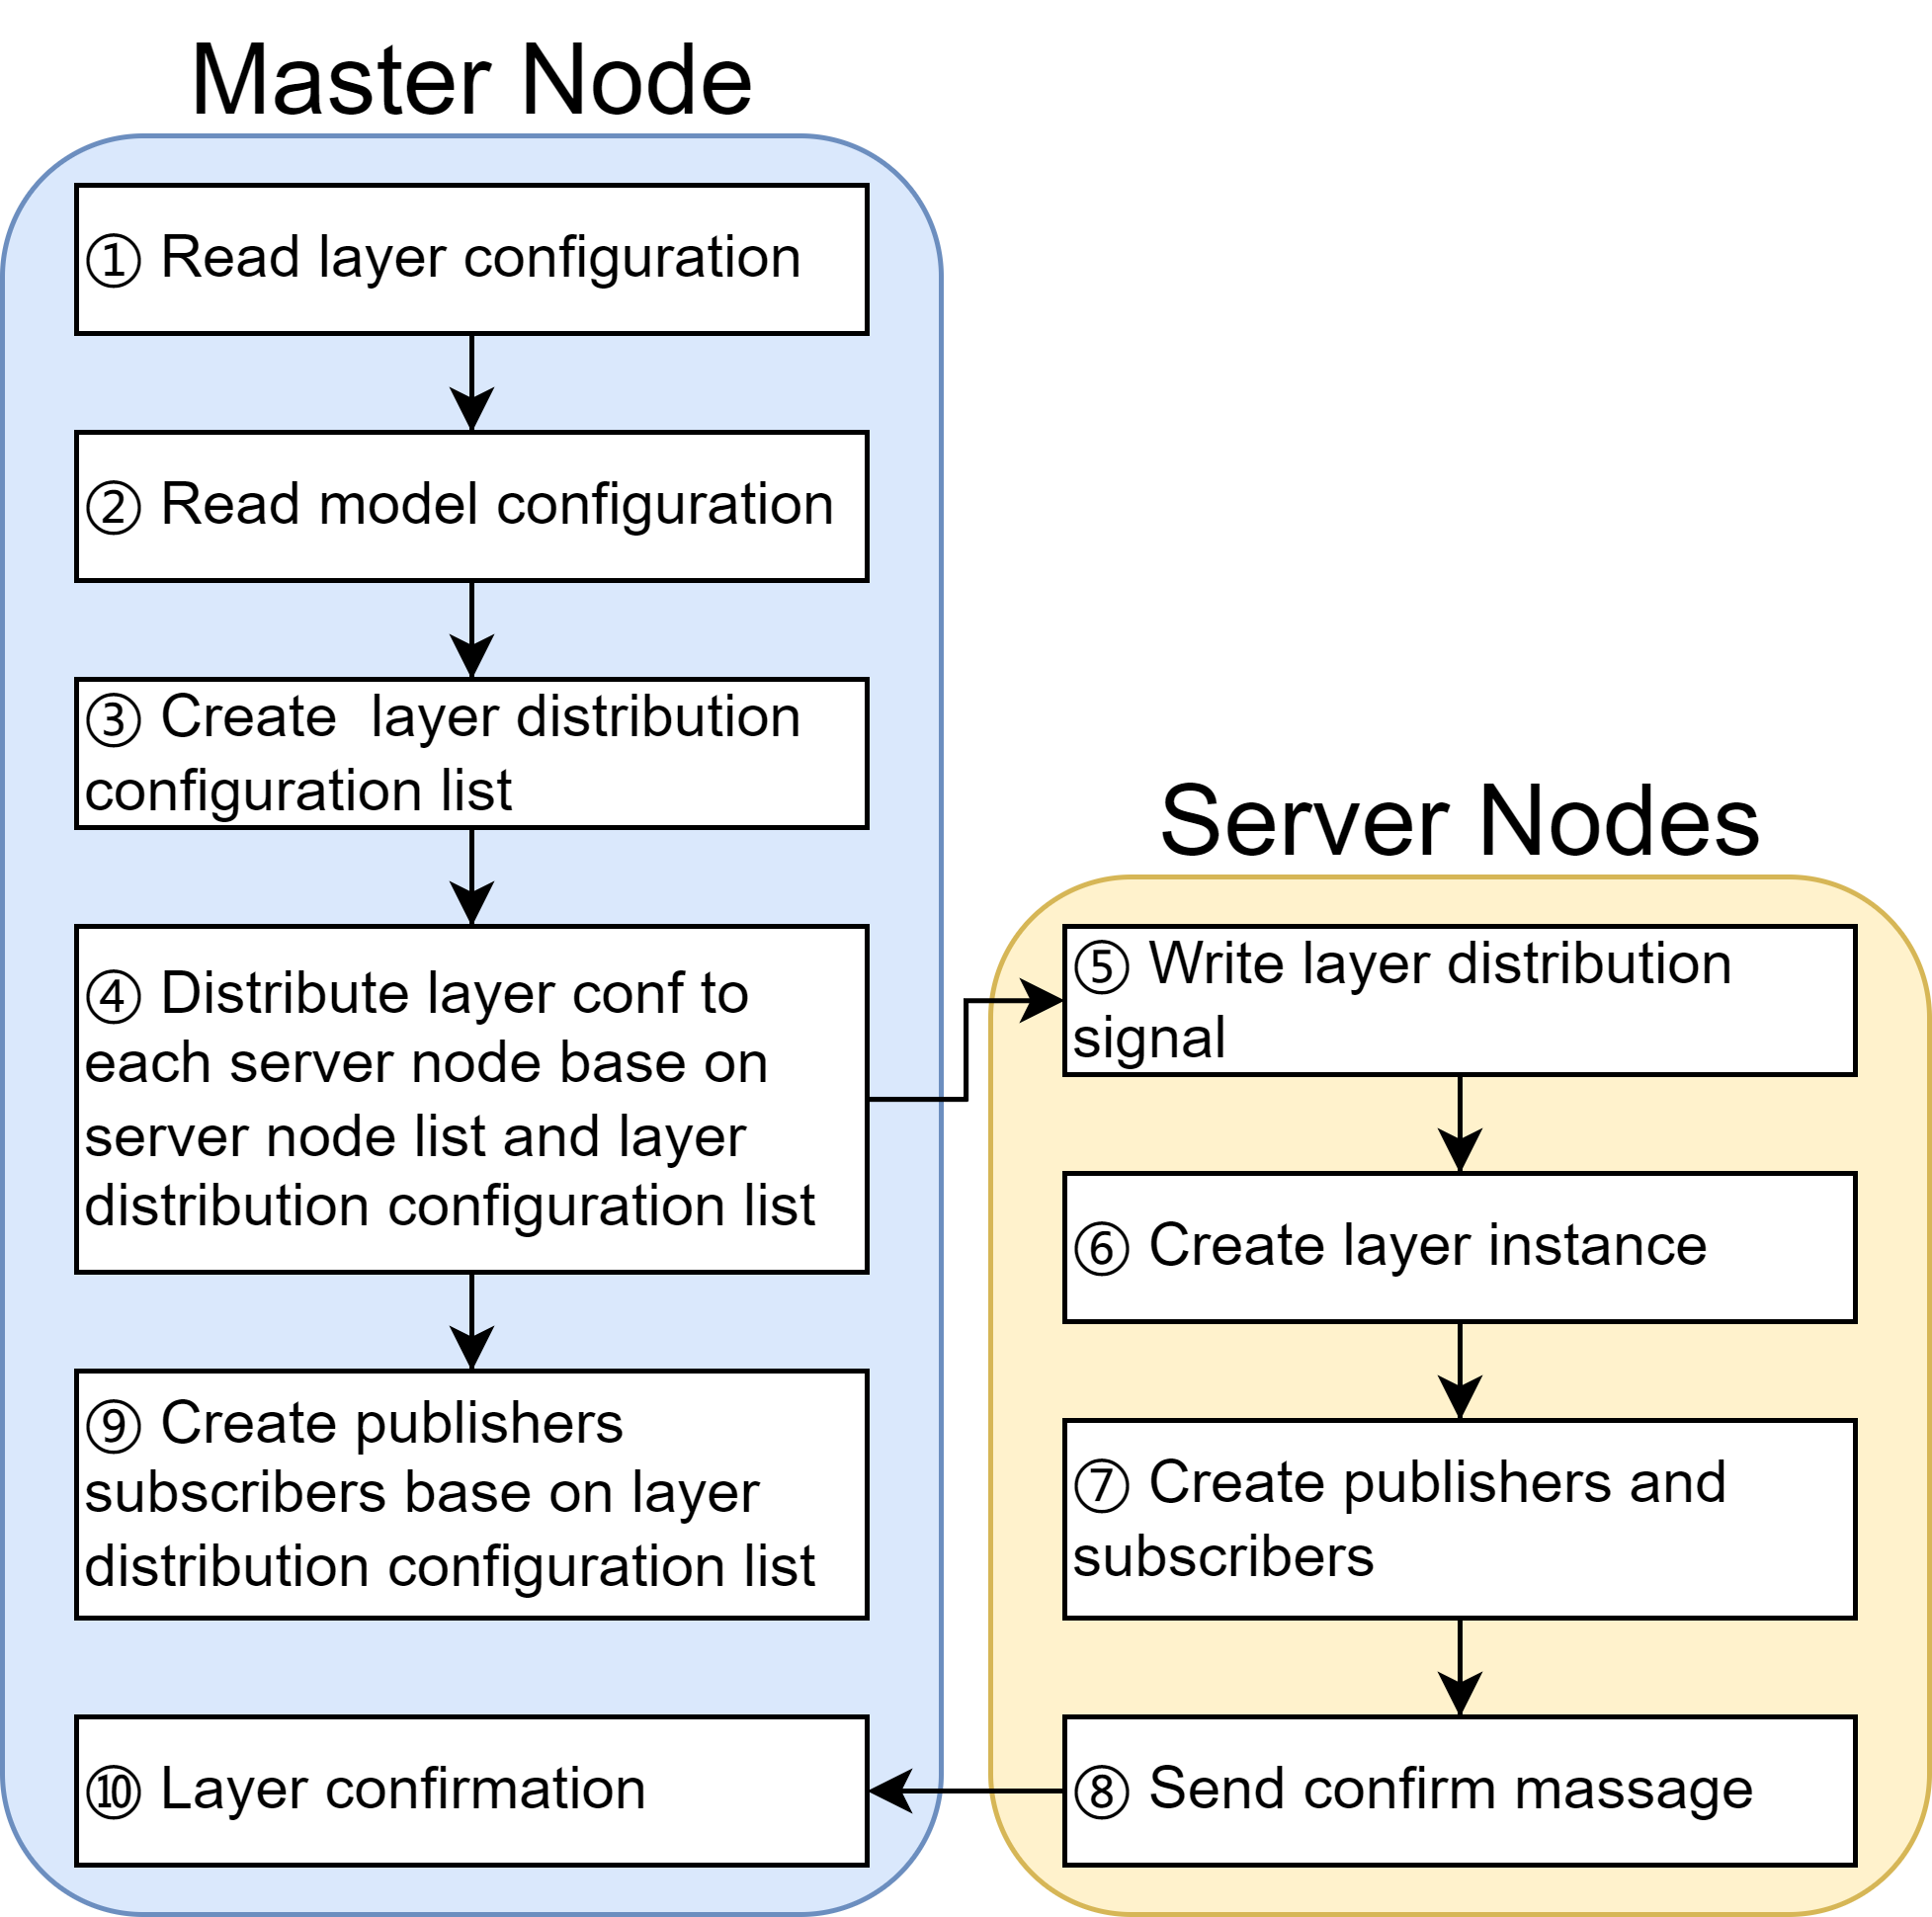 Master Node
① Read layer configuration
② Read model configuration
③ Create  layer distribution
configuration list
④ Distribute layer conf to
each server node base on
server node list and layer
distribution configuration list
⑨ Create publishers
subscribers base on layer
distribution configuration list
⑩ Layer confirmation
Server Nodes
⑤ Write layer distribution
signal
⑥ Create layer instance
⑦ Create publishers and
subscribers
⑧ Send confirm massage